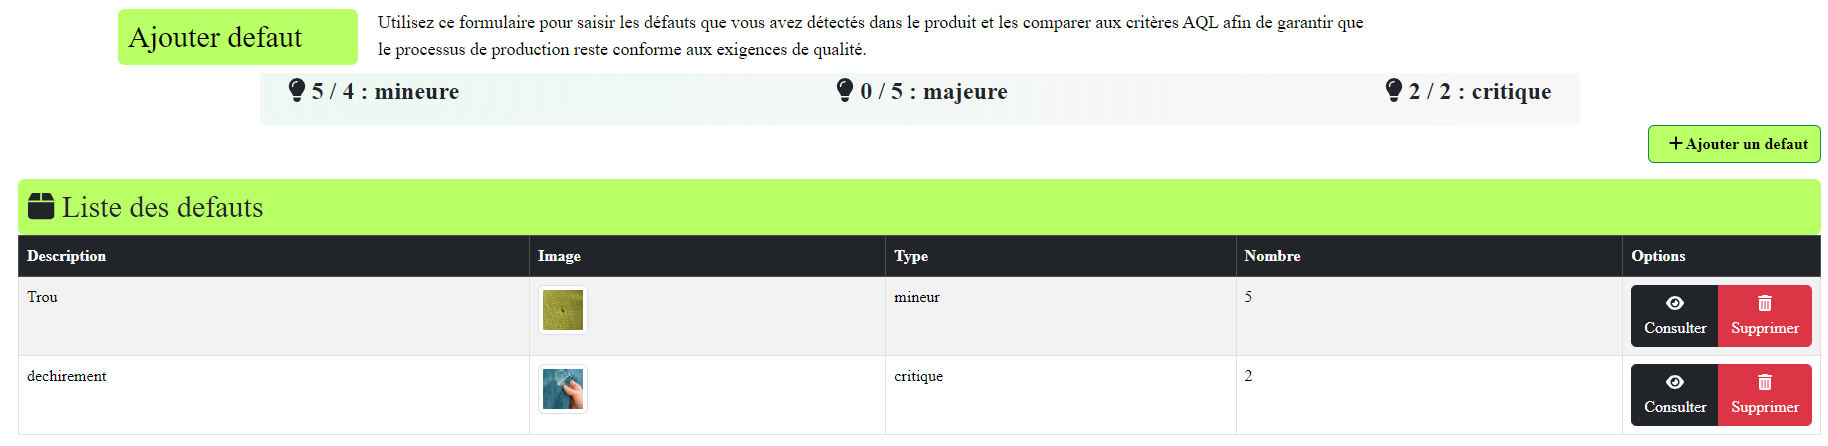 Ajouter defaut
Utilisez ce formulaire pour saisir les défauts que vous avez détectés dans le produit et les comparer aux critères AQL afin de garantir que
le processus de production reste conforme aux exigences de qualité.
5 / 4 : mineure
0 / 5 : majeure
2 / 2 : critique
+ Ajouter un defaut
Liste des defauts
Description Image Type Nombre Options
Trou mineur 5 Consulter Supprimer
dechirement critique 2 Consulter Supprimer